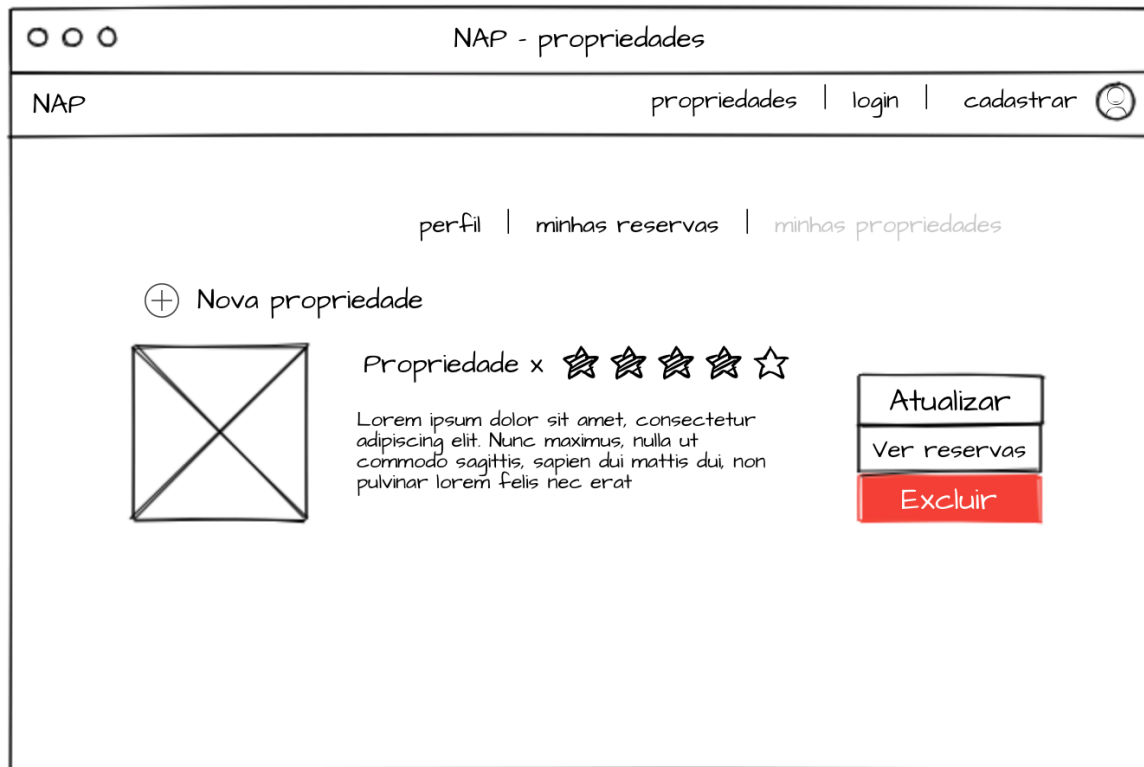 NAP - propriedades
NAP
propriedades | login | cadastrar
perfil | minhas reservas | minhas propriedades
Nova propriedade
Propriedade x
Lorem ipsum dolor sit amet, consectetur
adipiscing elit. Nunc maximus, nulla ut
commodo sagittis, sapien dui mattis dui, non
pulvinar lorem felis nec erat
Atualizar
Ver reservas
Excluir